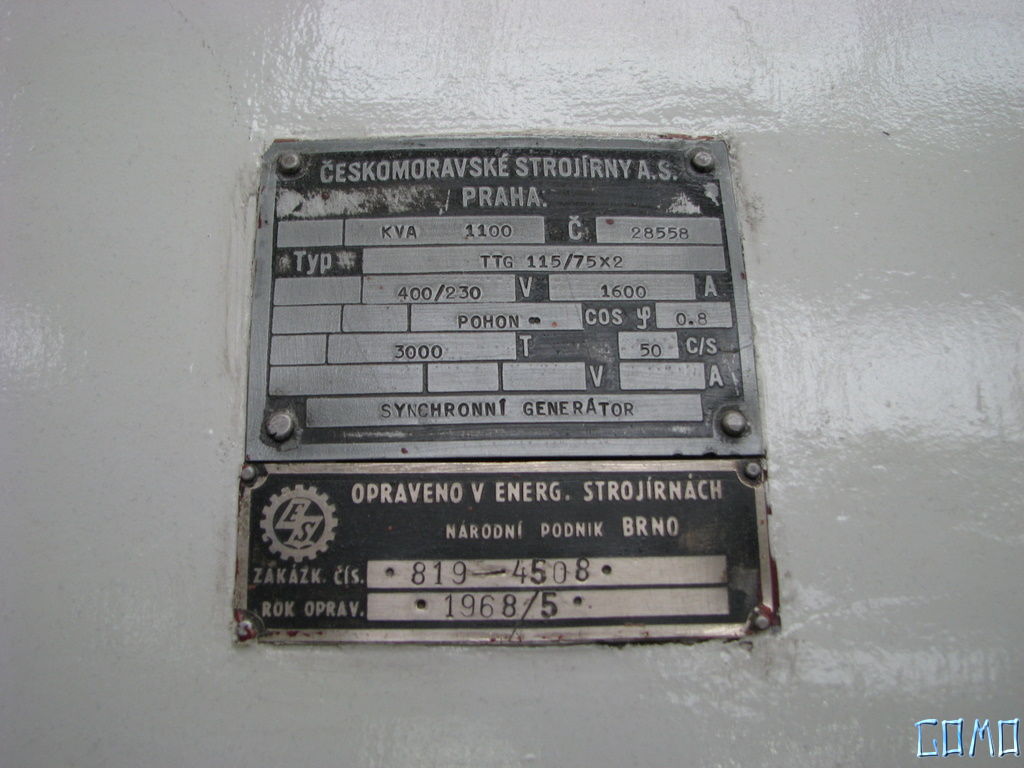 ČESKOMORAVSKÉ STROJÍRNY A.S.
PRAHA.
KVA 1100 Č 28558
Typ TTG 115/75X2
400/230 V 1600 A
POHON ∞ COS φ 0.8
3000 T 50 C/S
V A
SYNCHRONNÍ GENERÁTOR
OPRAVENO V ENERG. STROJÍRNÁCH
NÁRODNÍ PODNIK BRNO
EŠ
ZAKÁZK. ČÍS. • 819-4508 •
ROK OPRAV. • 1968/5 •
GOMO